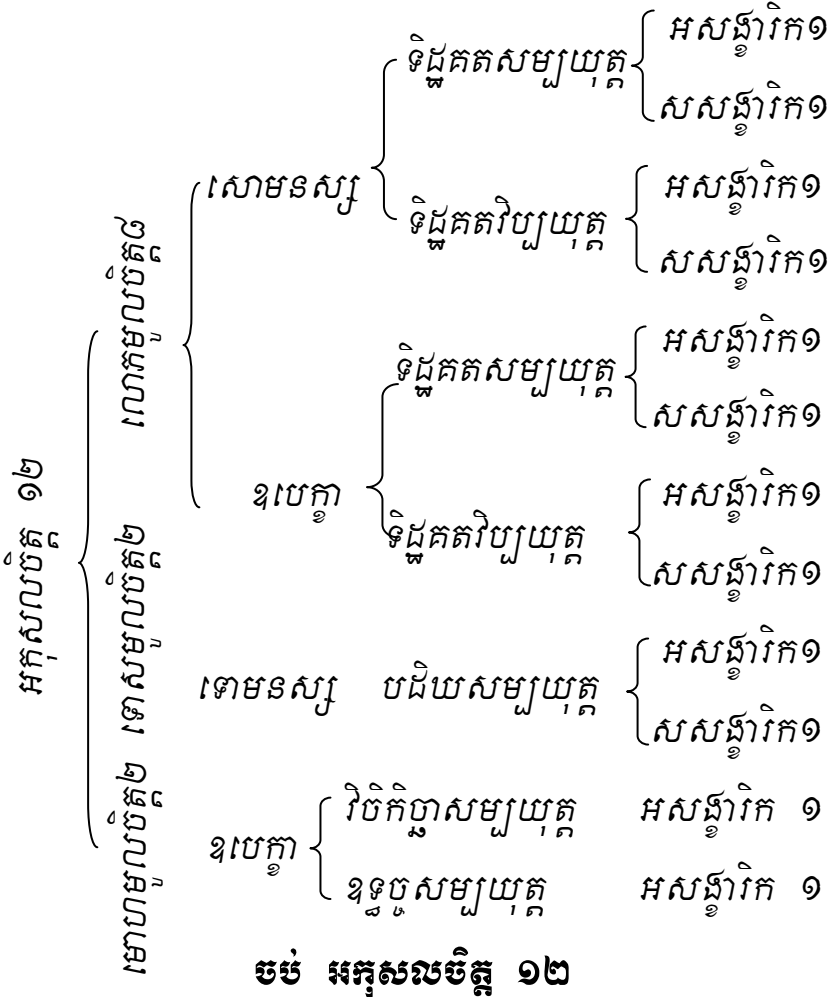 អកុសលចិត្ត ១២
លោភមូលចិត្ត៨
សោមនស្ស
ទិដ្ឋគតសម្បយុត្ត
អសង្ខារិក១
សសង្ខារិក១
ទិដ្ឋគតវិប្បយុត្ត
អសង្ខារិក១
សសង្ខារិក១
ឧបេក្ខា
ទិដ្ឋគតសម្បយុត្ត
អសង្ខារិក១
សសង្ខារិក១
ទិដ្ឋគតវិប្បយុត្ត
អសង្ខារិក១
សសង្ខារិក១
ទោសមូលចិត្ត២
ទោមនស្ស បដិឃសម្បយុត្ត
អសង្ខារិក១
សសង្ខារិក១
មោហមូលចិត្ត២
ឧបេក្ខា
វិចិកិច្ឆាសម្បយុត្ត អសង្ខារិក ១
ឧទ្ធច្ចសម្បយុត្ត អសង្ខារិក ១
ចប់ អកុសលចិត្ត ១២